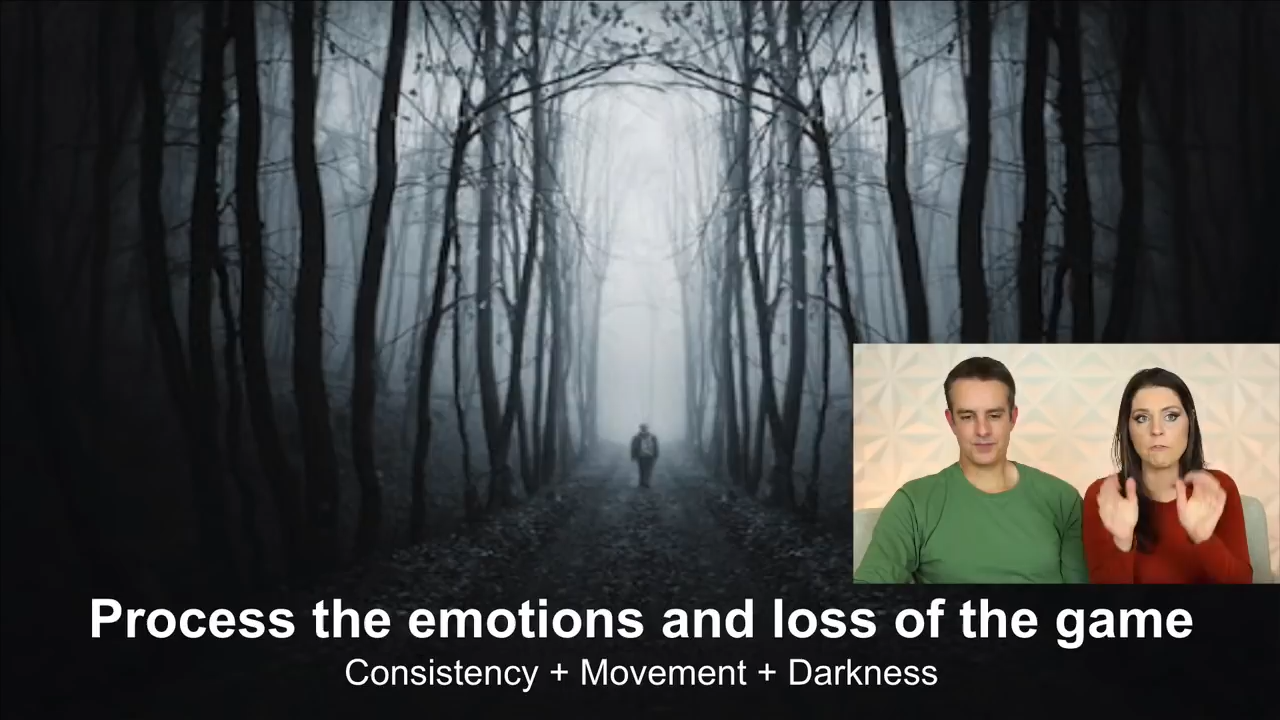 Process the emotions and loss of the game
Consistency + Movement + Darkness